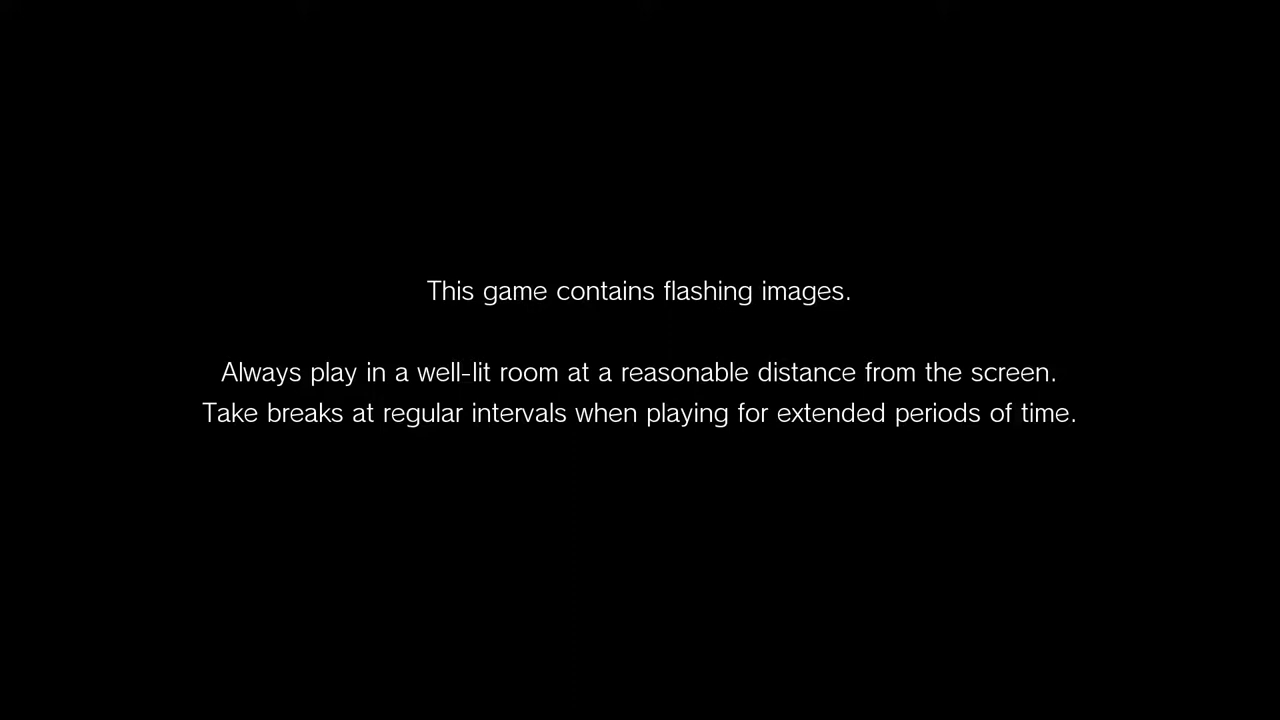 This game contains flashing images.
Always play in a well-lit room at a reasonable distance from the screen.
Take breaks at regular intervals when playing for extended periods of time.